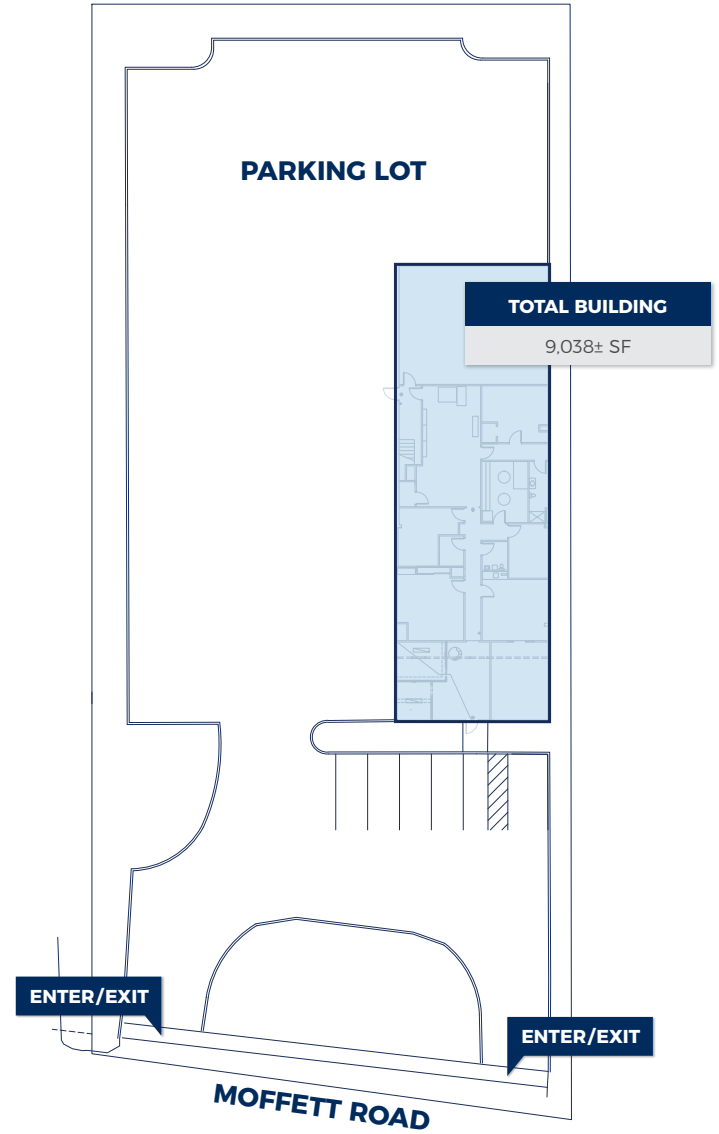 PARKING LOT
TOTAL BUILDING
9,038± SF
ENTER/EXIT
ENTER/EXIT
MOFFETT ROAD